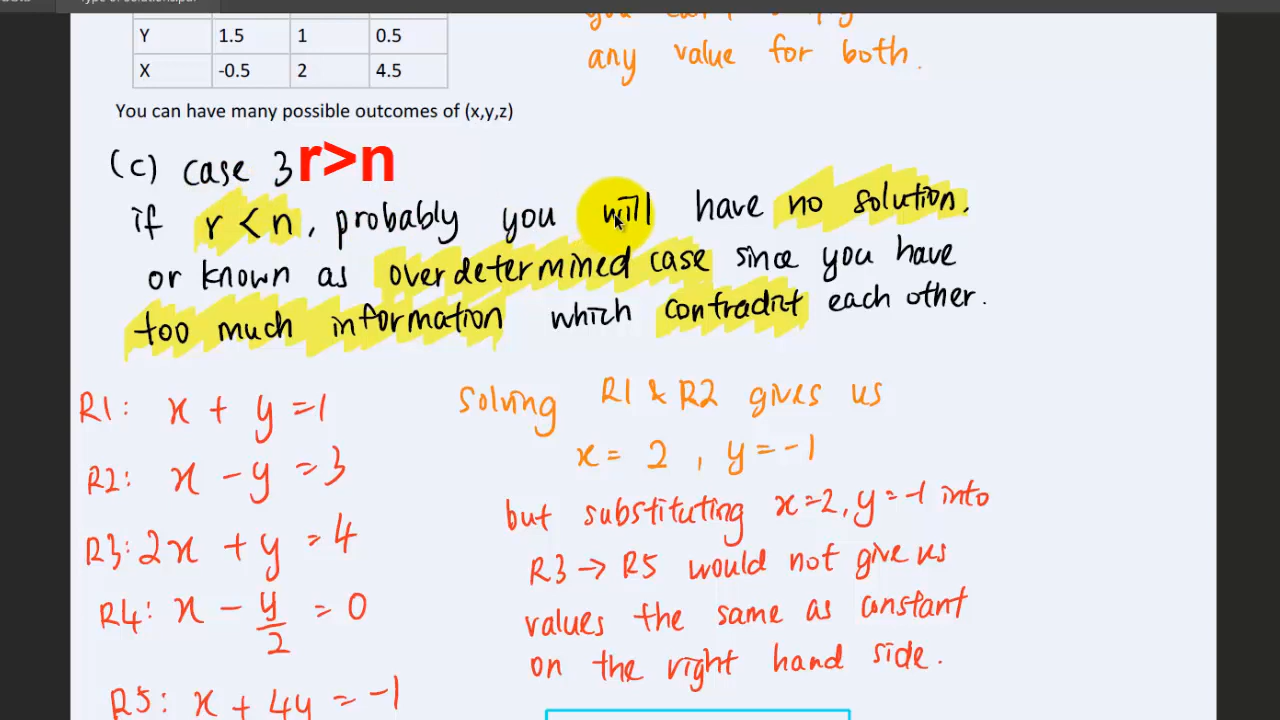 Y 1.5 1 0.5
any value for both.
X -0.5 2 4.5
You can have many possible outcomes of (x,y,z)
(c) case 3 r>n
if r < n, probably you will have no solution,
or known as overdetermined case since you have
too much information which contradict each other.
R1: x + y = 1
solving R1 & R2 gives us
R2: x - y = 3
x = 2, y = -1
but substituting x=2, y=-1 into
R3: 2x + y = 4
R3 → R5 would not give us
R4: x - y/2 = 0
values the same as constant
on the right hand side.
R5: x + 4y = -1